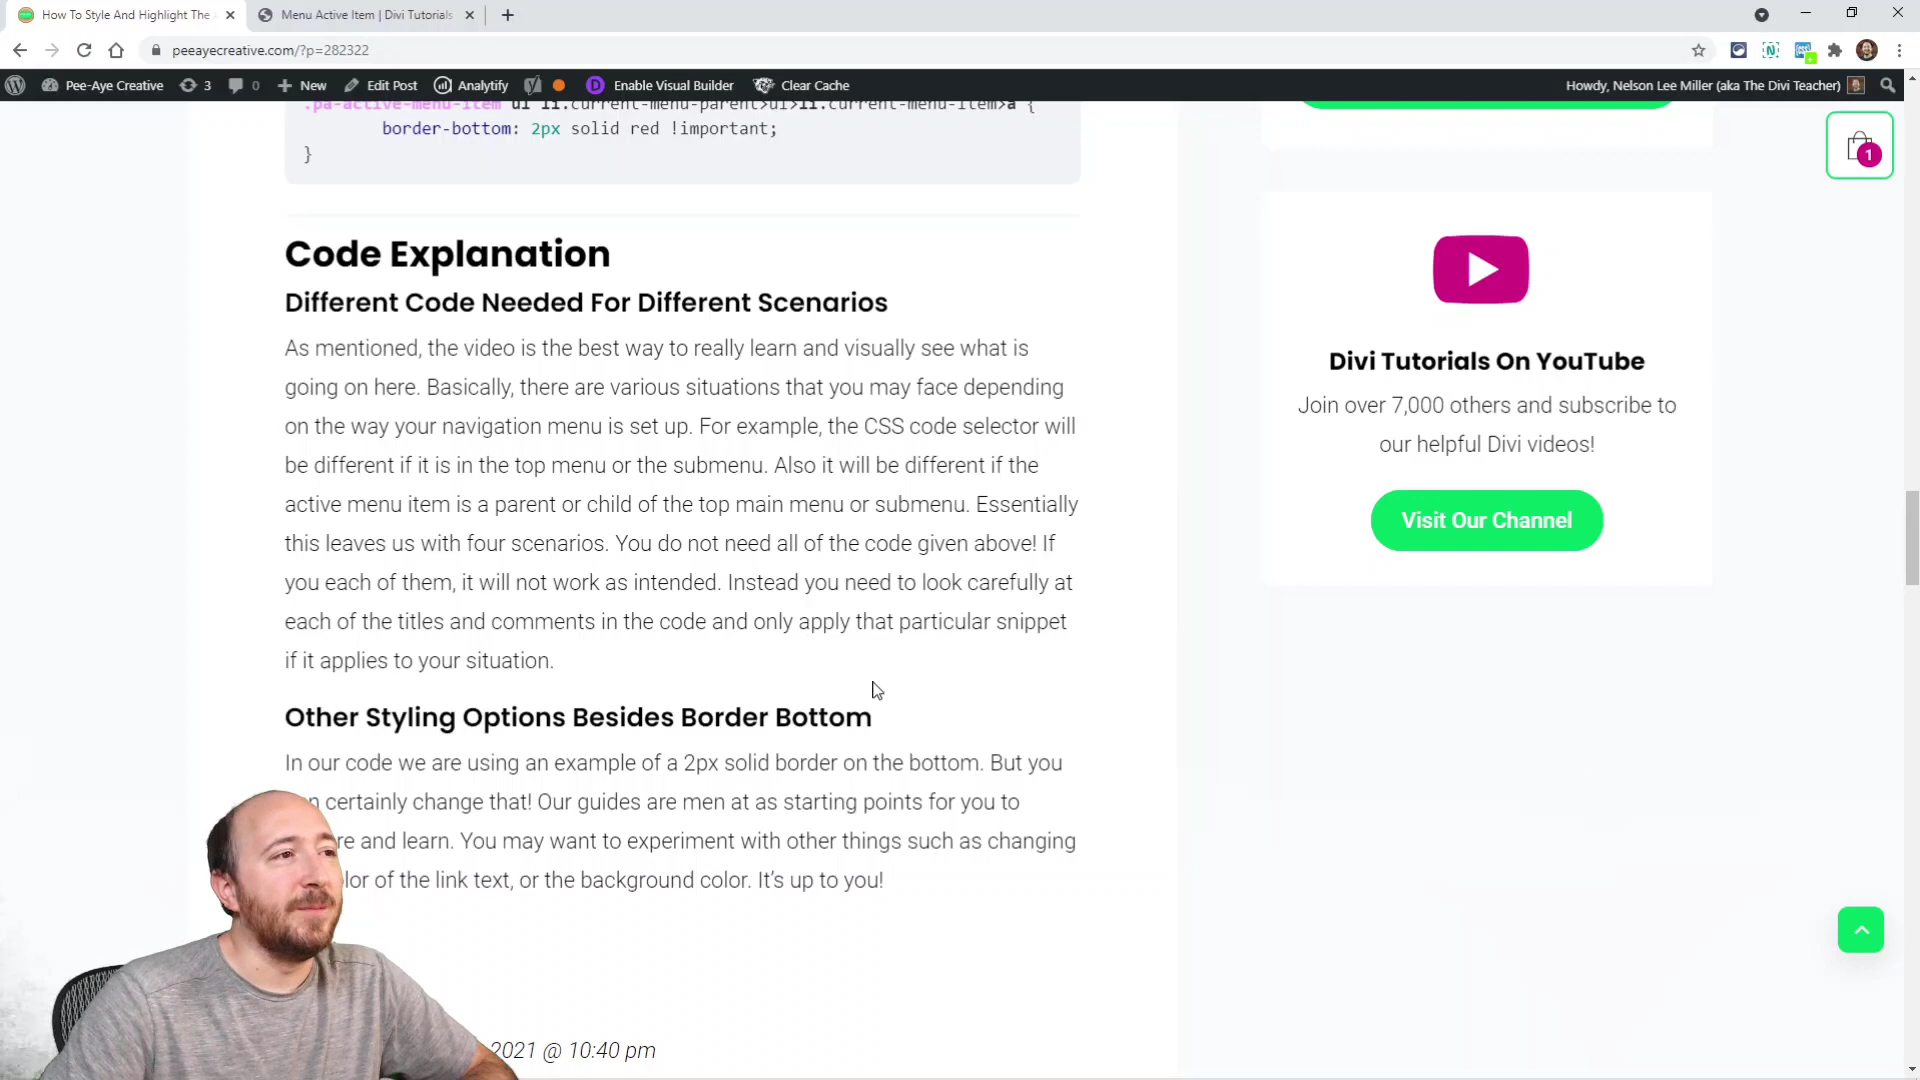 How To Style And Highlight The
Menu Active Item | Divi Tutorials
peeayecreative.com/?p=282322
Pee-Aye Creative
3
0
New
Edit Post
Analytify
Enable Visual Builder
Clear Cache
Howdy, Nelson Lee Miller (aka The Divi Teacher)
.pa-active-menu-item ul li.current-menu-parent>ul>li.current-menu-item>a {
border-bottom: 2px solid red !important;
}
1
Code Explanation
Different Code Needed For Different Scenarios
As mentioned, the video is the best way to really learn and visually see what is
going on here. Basically, there are various situations that you may face depending
on the way your navigation menu is set up. For example, the CSS code selector will
be different if it is in the top menu or the submenu. Also it will be different if the
active menu item is a parent or child of the top main menu or submenu. Essentially
this leaves us with four scenarios. You do not need all of the code given above! If
you each of them, it will not work as intended. Instead you need to look carefully at
each of the titles and comments in the code and only apply that particular snippet
if it applies to your situation.
Other Styling Options Besides Border Bottom
In our code we are using an example of a 2px solid border on the bottom. But you
certainly change that! Our guides are men at as starting points for you to
and learn. You may want to experiment with other things such as changing
of the link text, or the background color. It's up to you!
2021 @ 10:40 pm
Divi Tutorials On YouTube
Join over 7,000 others and subscribe to
our helpful Divi videos!
Visit Our Channel